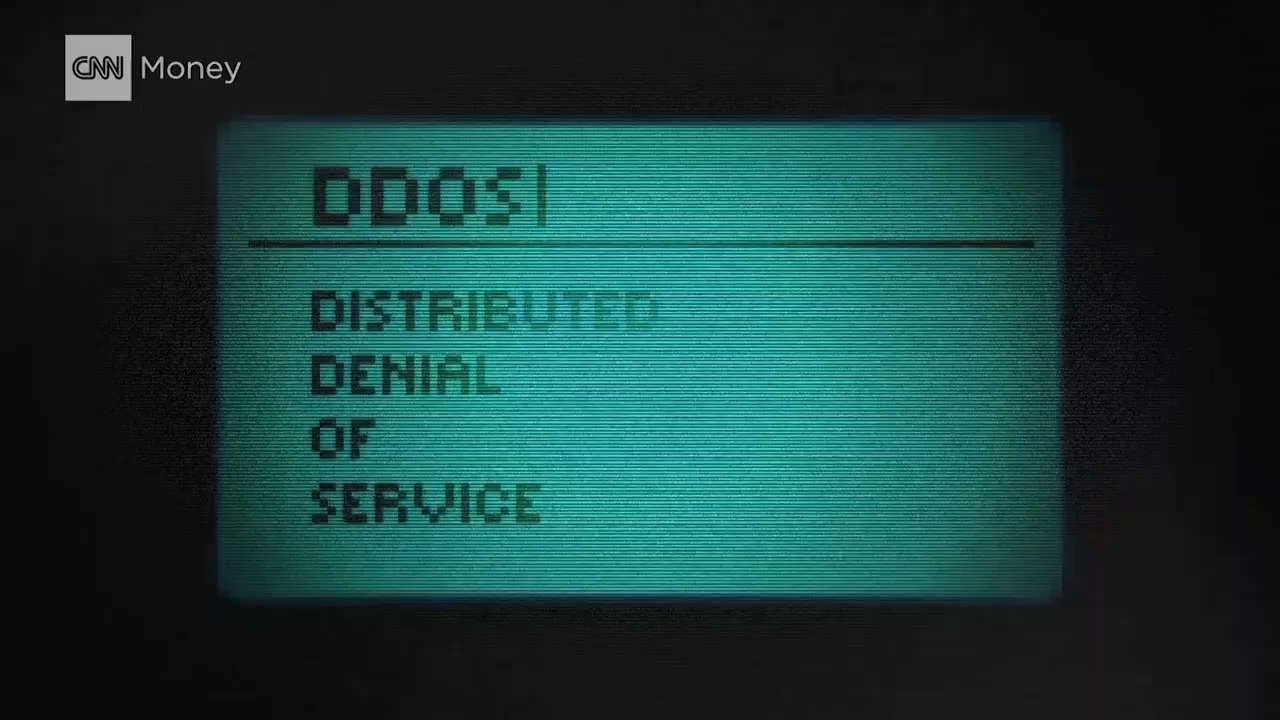 CNN Money
DDOS
DISTRIBUTED
DENIAL
OF
SERVICE